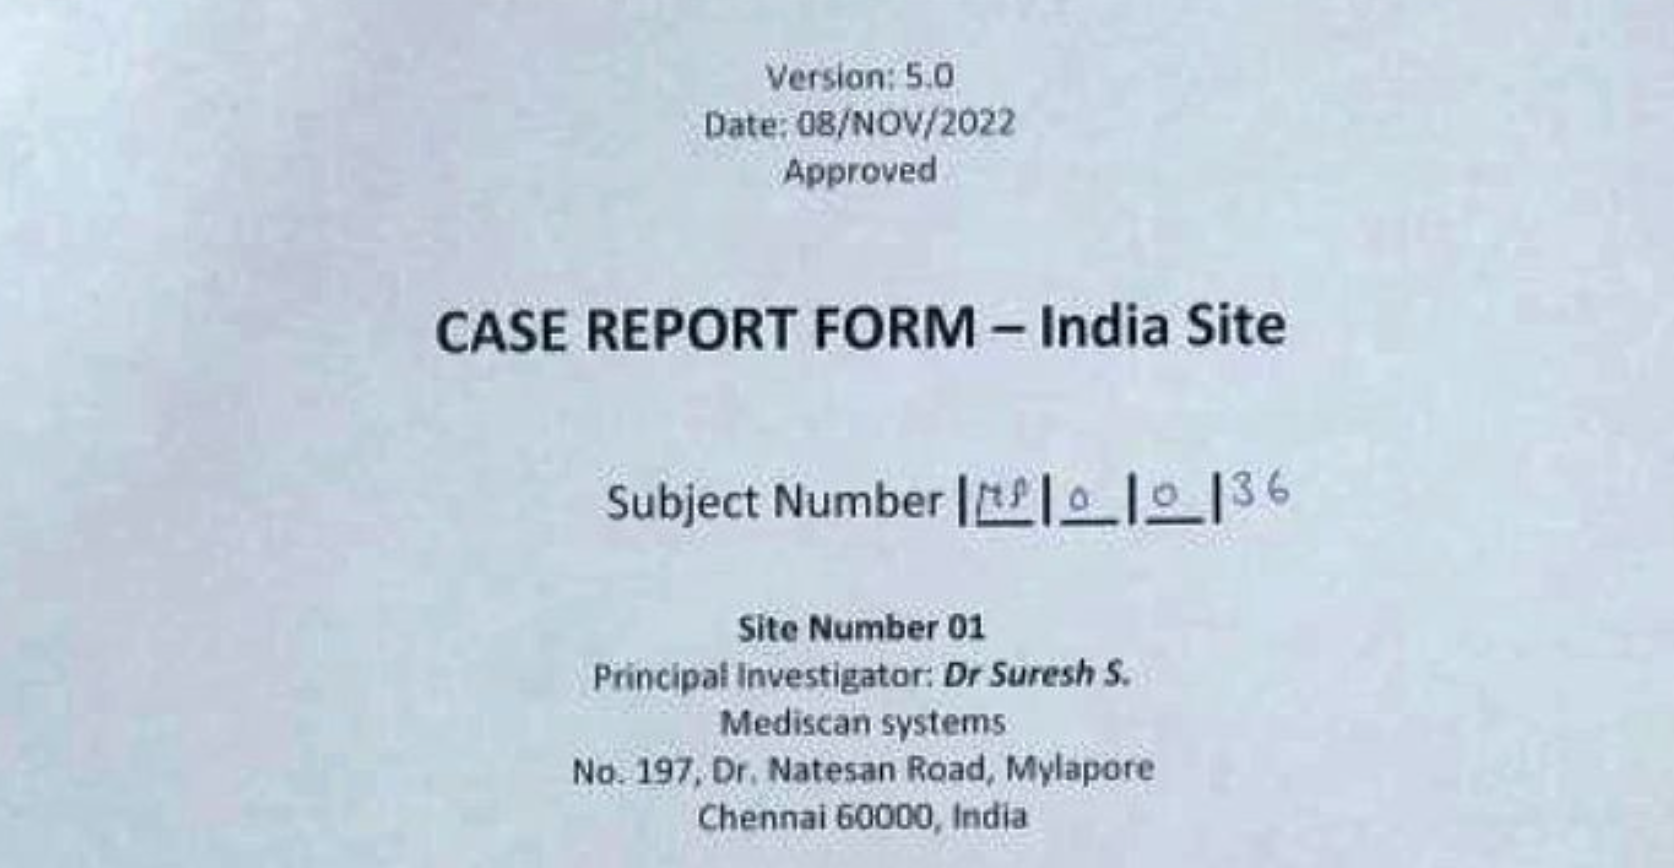 Version: 5.0
Date: 08/NOV/2022
Approved
CASE REPORT FORM – India Site
Subject Number |MP|0|0|36
Site Number 01
Principal Investigator: Dr Suresh S.
Mediscan systems
No. 197, Dr. Natesan Road, Mylapore
Chennai 60000, India